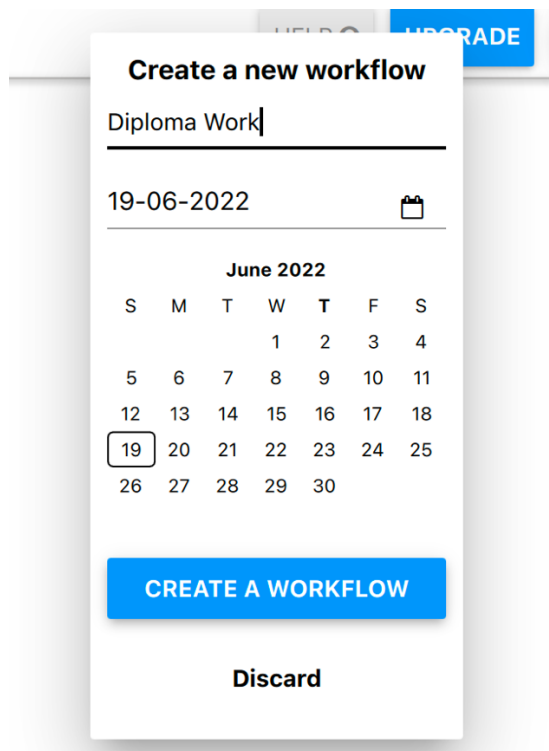 HELP
UPGRADE
Create a new workflow
Diploma Work
19-06-2022
June 2022
S M T W T F S
1 2 3 4
5 6 7 8 9 10 11
12 13 14 15 16 17 18
19 20 21 22 23 24 25
26 27 28 29 30
CREATE A WORKFLOW
Discard